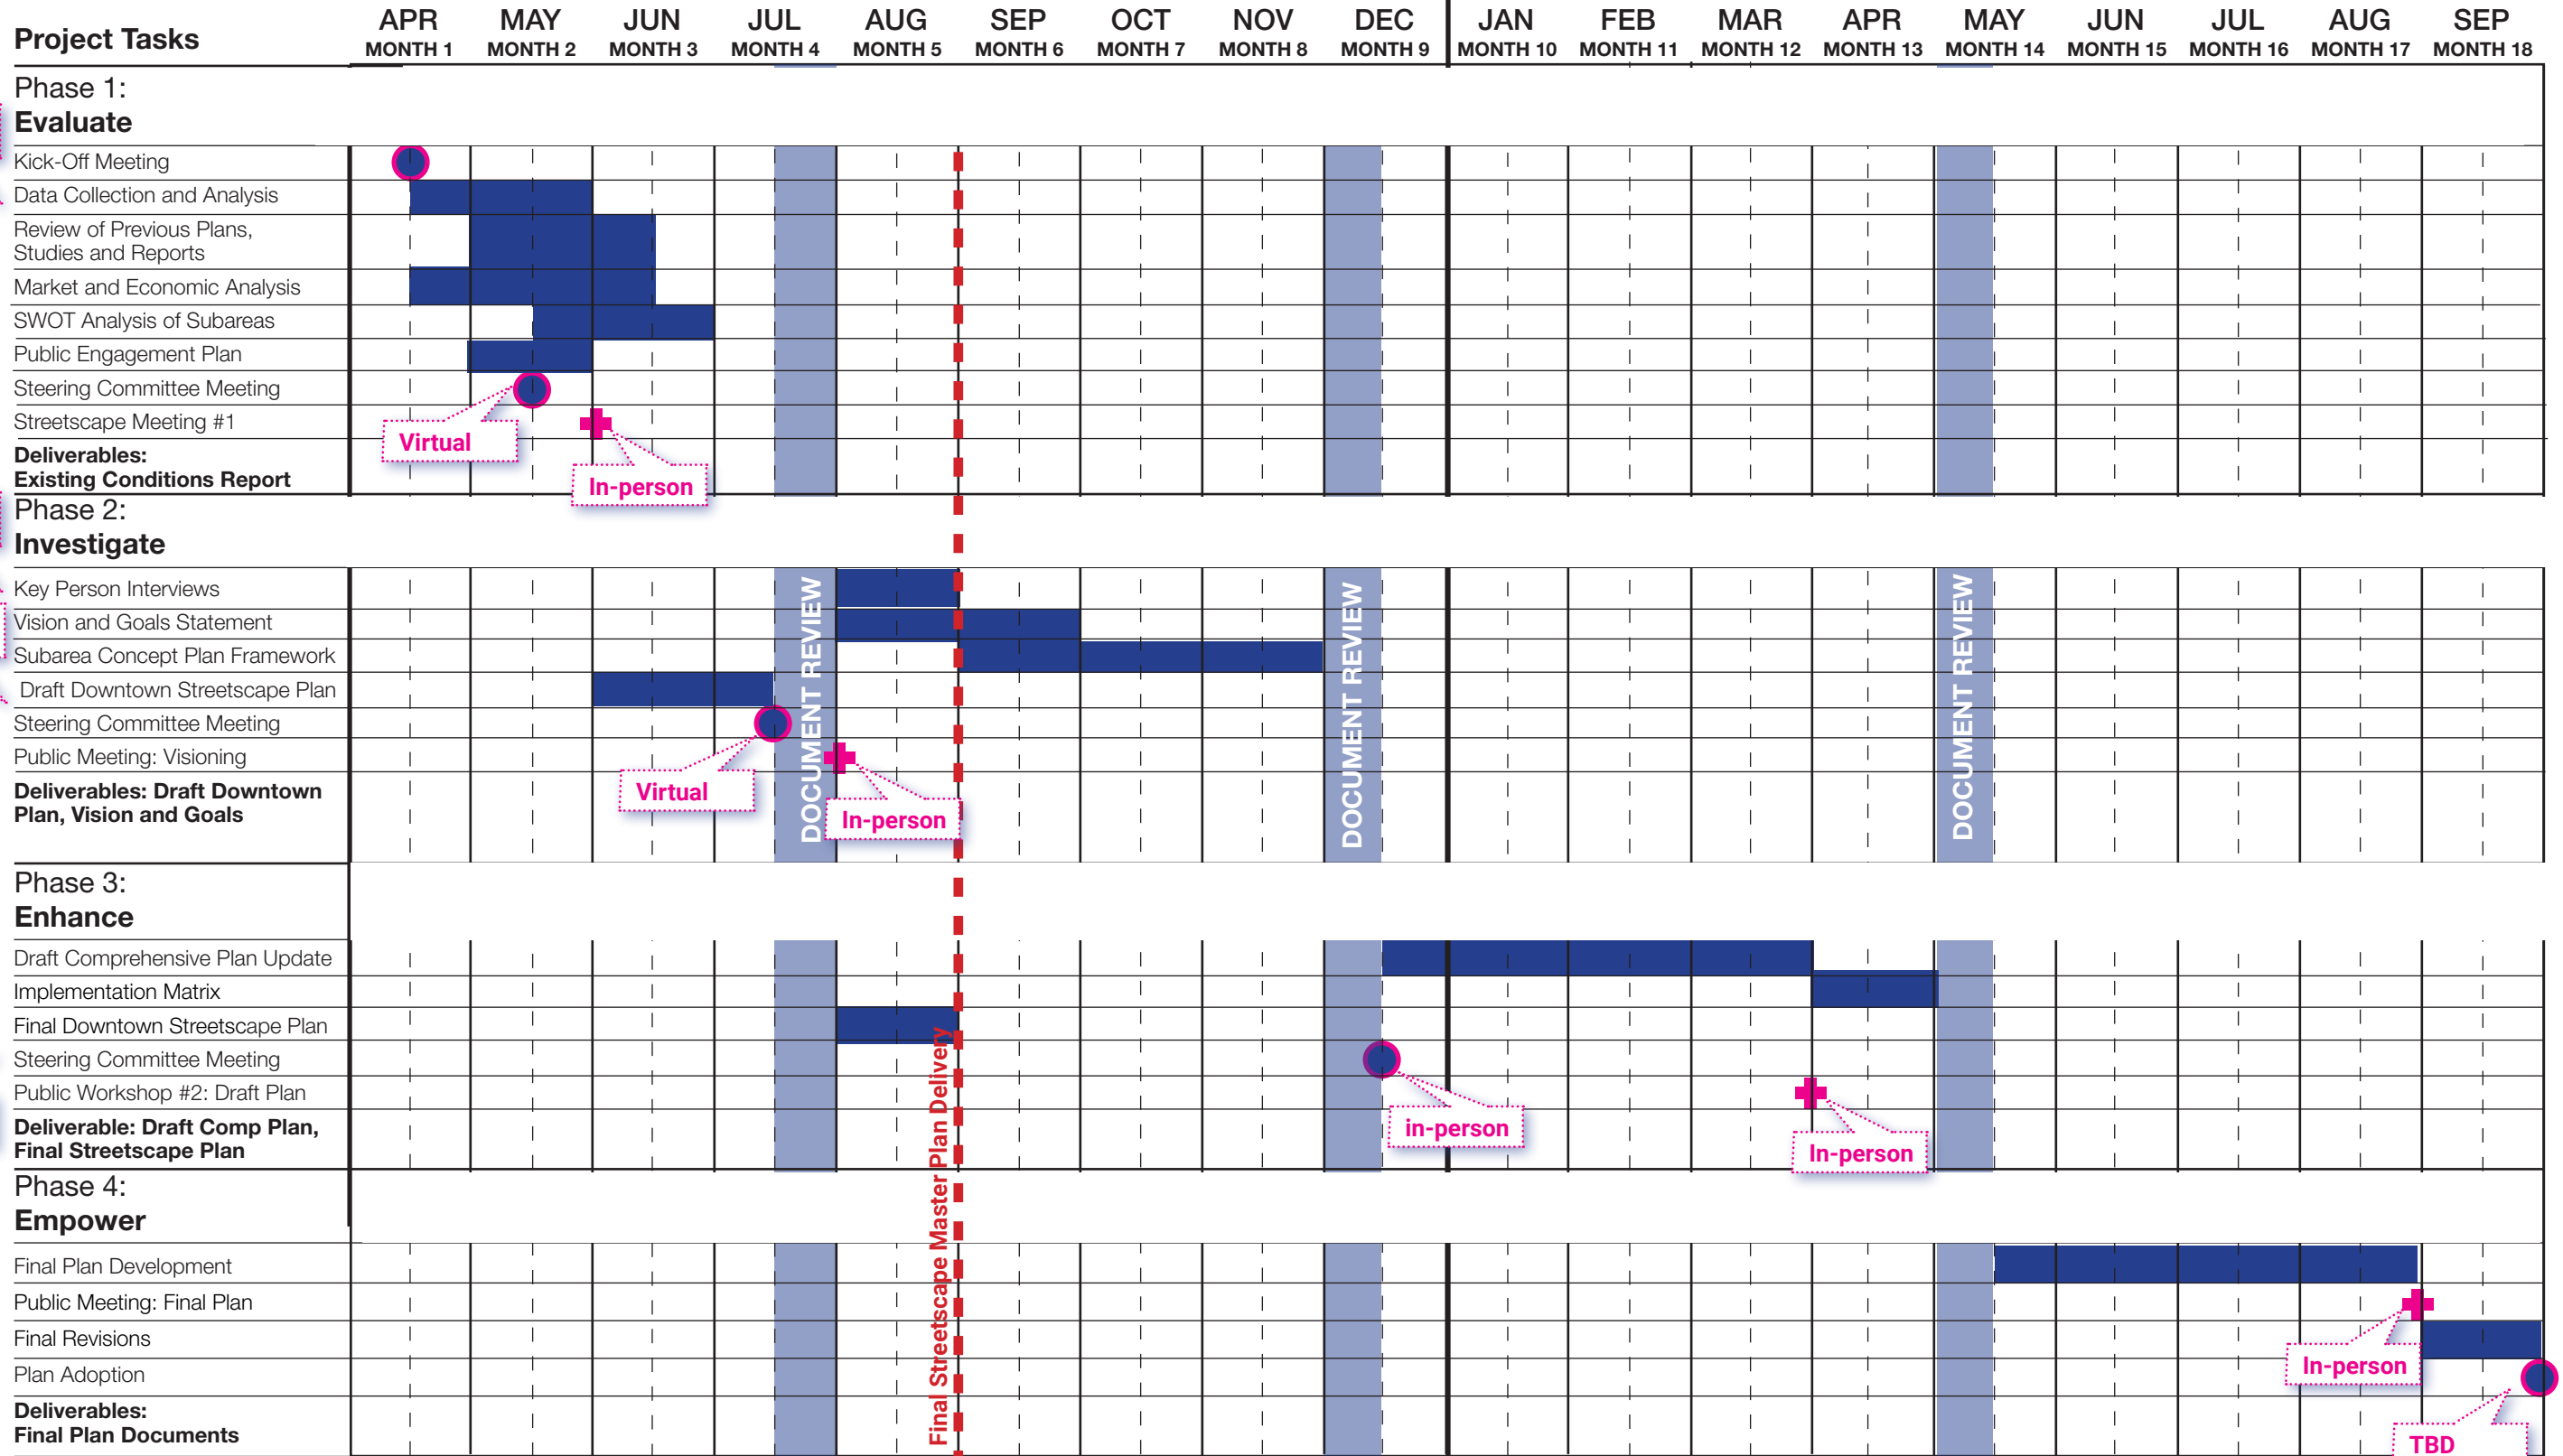 Project Tasks
APR MAY JUN JUL AUG SEP OCT NOV DEC JAN FEB MAR APR MAY JUN JUL AUG SEP
MONTH 1 MONTH 2 MONTH 3 MONTH 4 MONTH 5 MONTH 6 MONTH 7 MONTH 8 MONTH 9 MONTH 10 MONTH 11 MONTH 12 MONTH 13 MONTH 14 MONTH 15 MONTH 16 MONTH 17 MONTH 18
Phase 1:
Evaluate
Kick-Off Meeting
Data Collection and Analysis
Review of Previous Plans,
Studies and Reports
Market and Economic Analysis
SWOT Analysis of Subareas
Public Engagement Plan
Steering Committee Meeting
Streetscape Meeting #1
Virtual
Deliverables:
Existing Conditions Report
In-person
Phase 2:
Investigate
Key Person Interviews
Vision and Goals Statement
Subarea Concept Plan Framework
Draft Downtown Streetscape Plan
Steering Committee Meeting
Public Meeting: Visioning
Deliverables: Draft Downtown
Plan, Vision and Goals
Virtual
In-person
DOCUMENT REVIEW
DOCUMENT REVIEW
DOCUMENT REVIEW
Phase 3:
Enhance
Draft Comprehensive Plan Update
Implementation Matrix
Final Downtown Streetscape Plan
Steering Committee Meeting
Public Workshop #2: Draft Plan
Deliverable: Draft Comp Plan,
Final Streetscape Plan
in-person
In-person
Final Streetscape Master Plan Delivery
Phase 4:
Empower
Final Plan Development
Public Meeting: Final Plan
Final Revisions
Plan Adoption
In-person
Deliverables:
Final Plan Documents
TBD